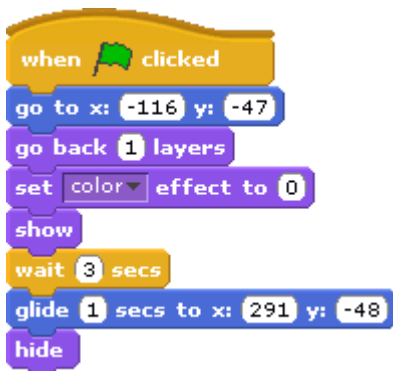 when clicked
go to x: -116 y: -47
go back 1 layers
set color effect to 0
show
wait 3 secs
glide 1 secs to x: 291 y: -48
hide